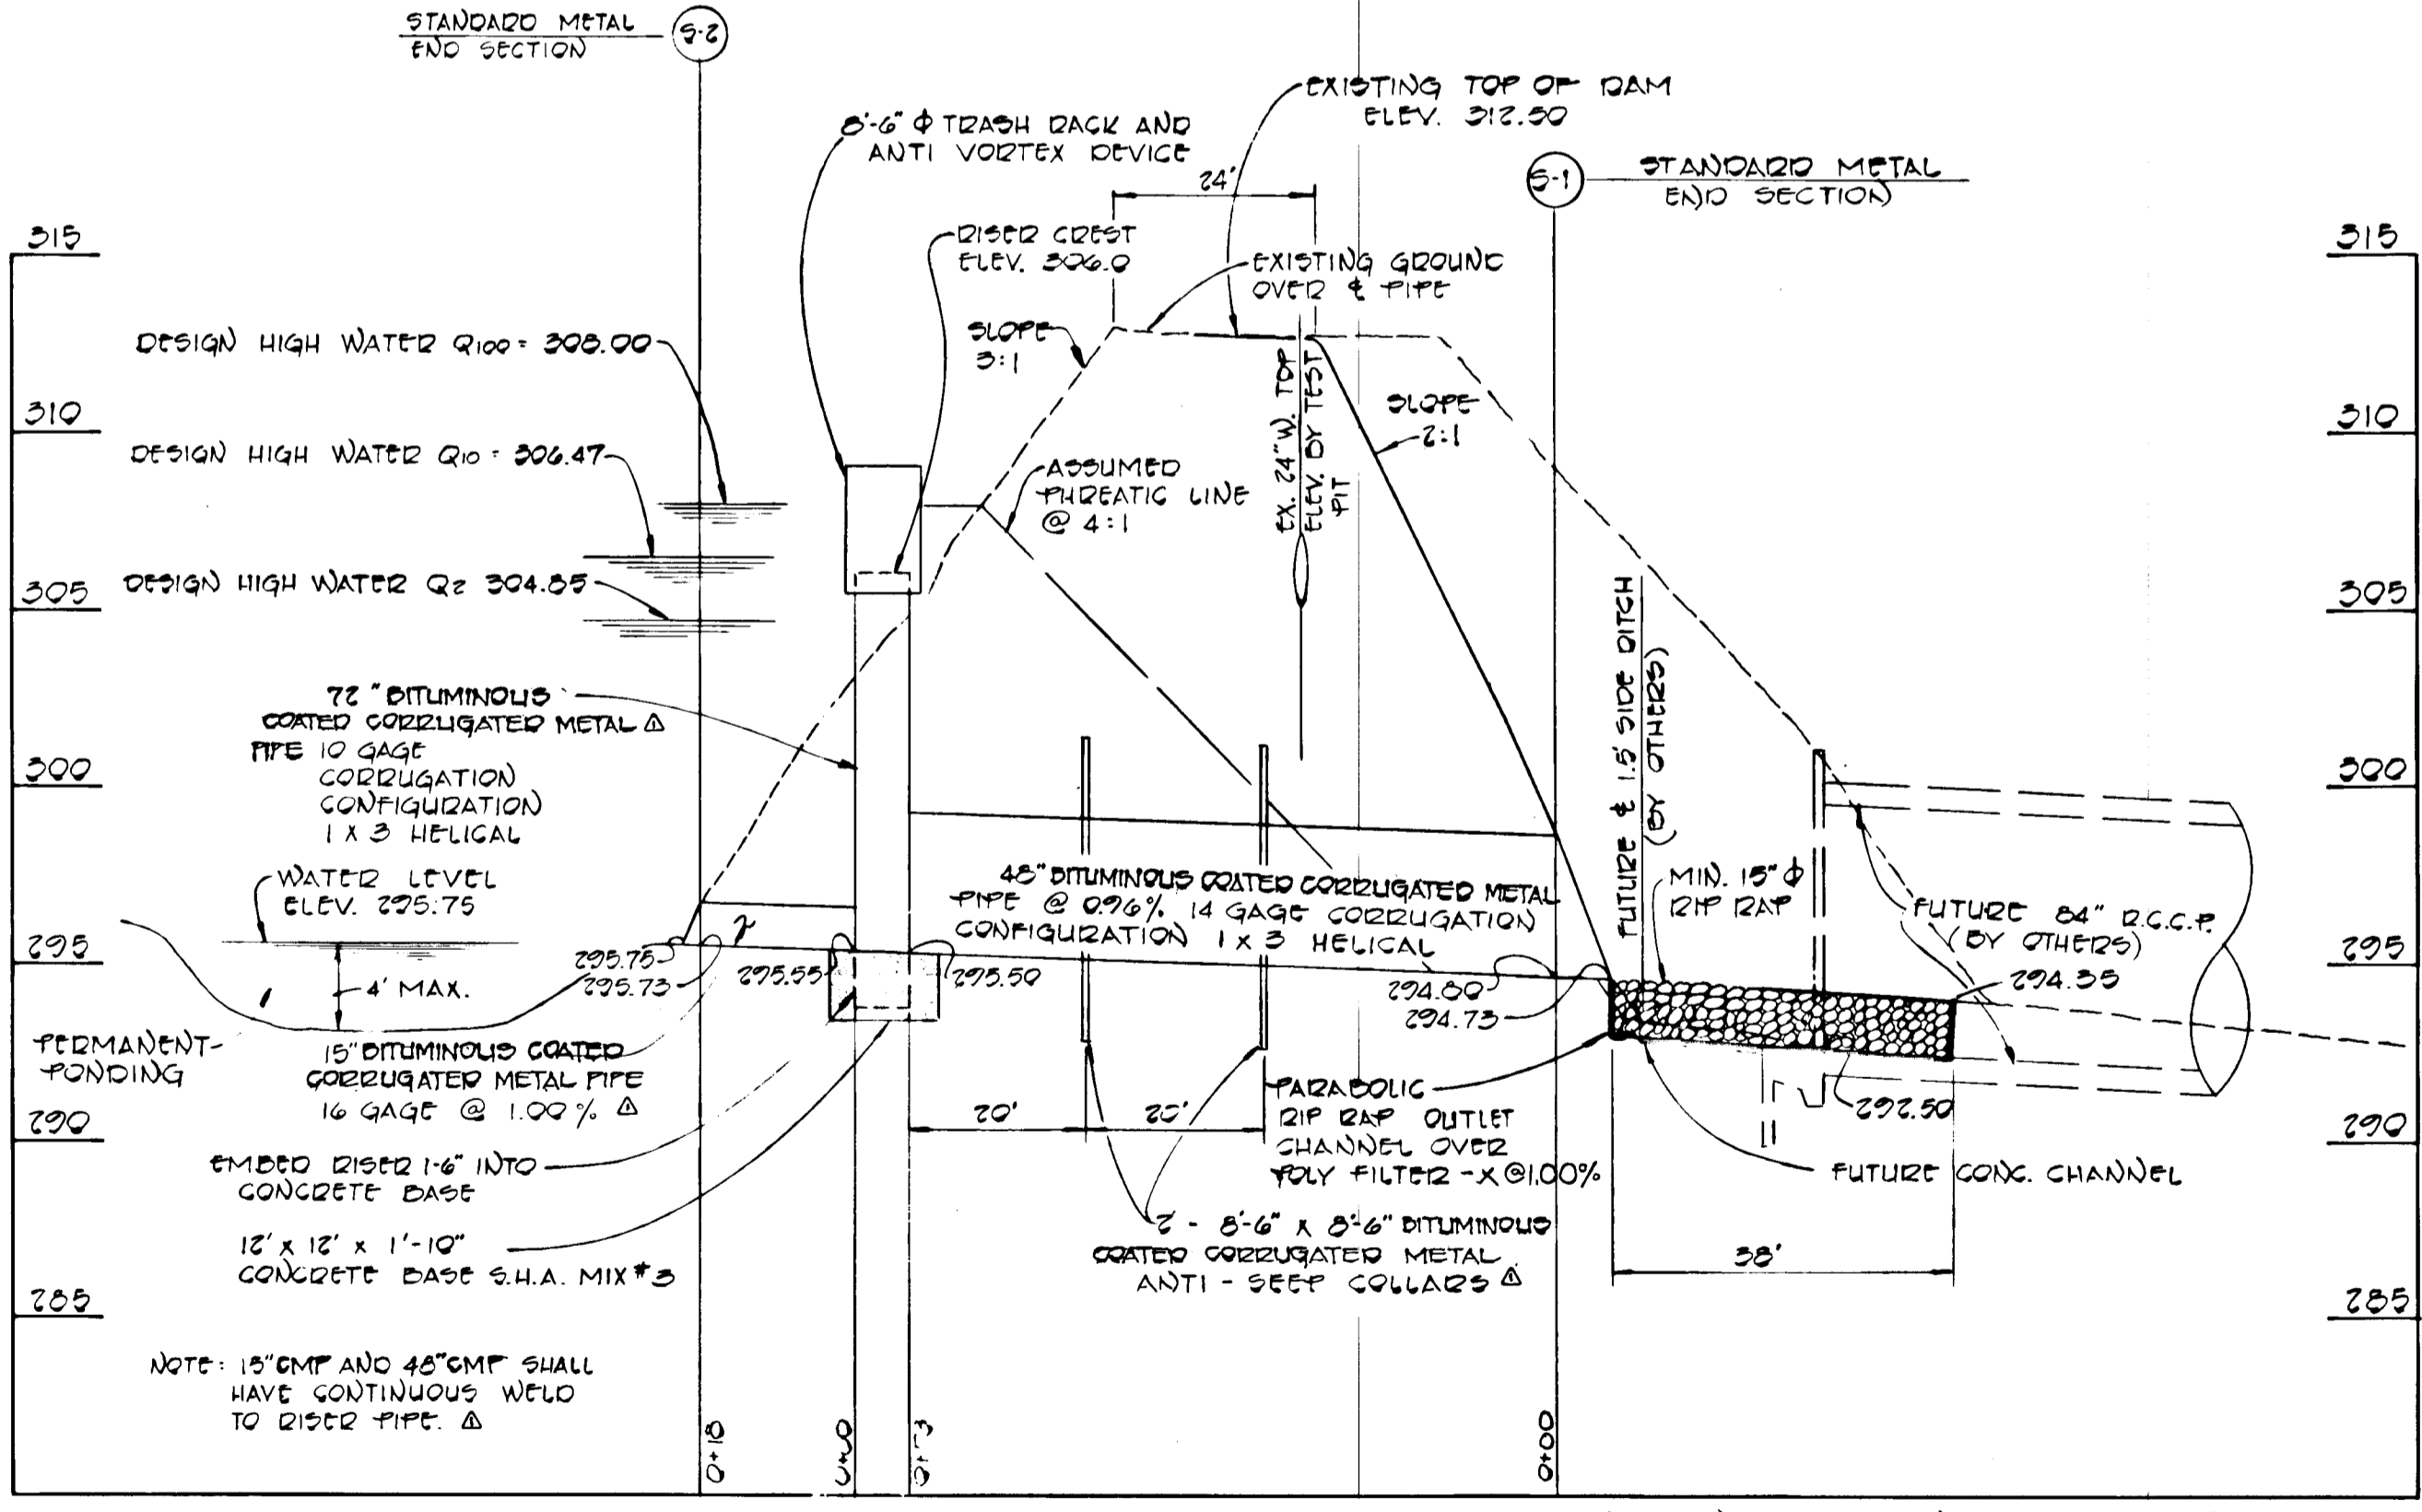 STANDARD METAL
END SECTION
S-2
8'-6" ϕ TRASH RACK AND
ANTI VORTEX DEVICE
EXISTING TOP OF DAM
ELEV. 312.50
24'
S-1
STANDARD METAL
END SECTION
315
RISER CREST
ELEV. 306.0
EXISTING GROUND
OVER ℄ PIPE
315
DESIGN HIGH WATER Q100 = 308.00
SLOPE
3:1
EX. 24" W. TOP
ELEV. BY TEST
PIT
SLOPE
2:1
310
310
DESIGN HIGH WATER Q10 = 306.47
ASSUMED
PHREATIC LINE
@ 4:1
DESIGN HIGH WATER Q2 304.85
305
305
FUTURE ℄ 1.5' SIDE DITCH
(BY OTHERS)
72" BITUMINOUS
COATED CORRUGATED METAL ⚠
PIPE 10 GAGE
CORRUGATION
CONFIGURATION
1 X 3 HELICAL
300
300
WATER LEVEL
ELEV. 295.75
48" BITUMINOUS COATED CORRUGATED METAL
PIPE @ 0.96% 14 GAGE CORRUGATION
CONFIGURATION 1 X 3 HELICAL
MIN. 15" ϕ
RIP RAP
FUTURE 84" R.C.C.P.
(BY OTHERS)
295
295
295.75
295.73
295.55
295.50
294.80
294.73
294.35
4' MAX.
PERMANENT
PONDING
15" BITUMINOUS COATED
CORRUGATED METAL PIPE
16 GAGE @ 1.00% ⚠
20'
20'
PARABOLIC
RIP RAP OUTLET
CHANNEL OVER
POLY FILTER-X @ 1.00%
292.50
290
290
EMBED RISER 1'-6" INTO
CONCRETE BASE
FUTURE CONC. CHANNEL
12' x 12' x 1'-10"
CONCRETE BASE S.H.A. MIX #3
2 - 8'-6" x 8'-6" BITUMINOUS
COATED CORRUGATED METAL
ANTI-SEEP COLLARS ⚠
38'
285
285
NOTE: 15" CMP AND 48" CMP SHALL
HAVE CONTINUOUS WELD
TO RISER PIPE. ⚠
0+18
0+00